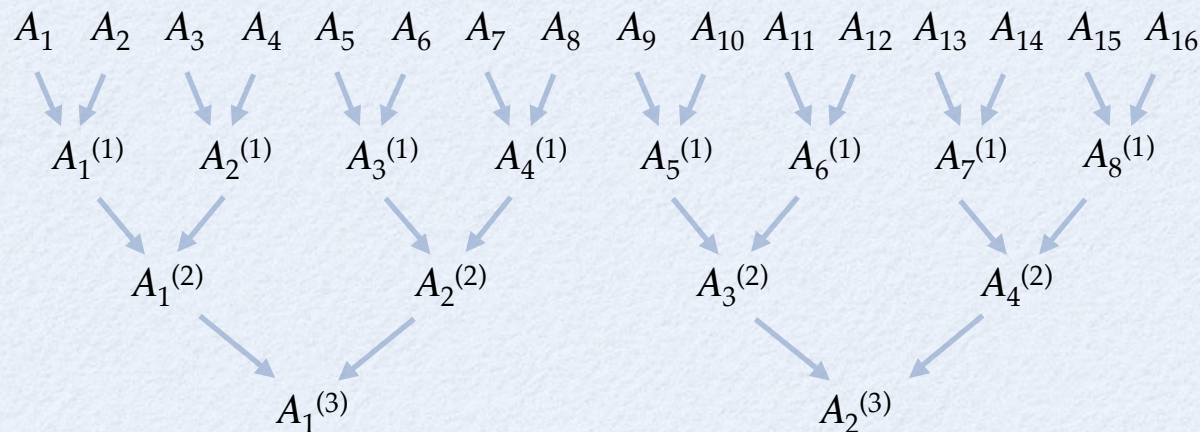 A₁ A₂ A₃ A₄ A₅ A₆ A₇ A₈ A₉ A₁₀ A₁₁ A₁₂ A₁₃ A₁₄ A₁₅ A₁₆
A₁⁽¹⁾ A₂⁽¹⁾ A₃⁽¹⁾ A₄⁽¹⁾ A₅⁽¹⁾ A₆⁽¹⁾ A₇⁽¹⁾ A₈⁽¹⁾
A₁⁽²⁾ A₂⁽²⁾ A₃⁽²⁾ A₄⁽²⁾
A₁⁽³⁾ A₂⁽³⁾